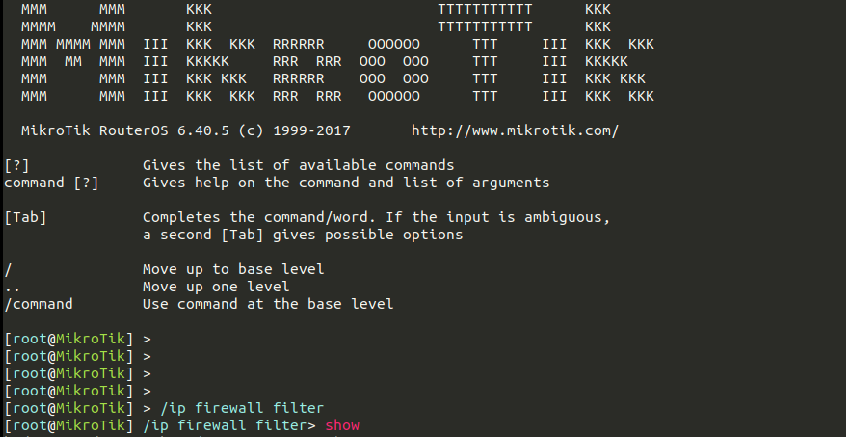 MMM      MMM       KKK                          TTTTTTTTTTT      KKK
MMMM    MMMM       KKK                          TTTTTTTTTTT      KKK
MMM MMMM MMM  III  KKK  KKK  RRRRRR     OOOOOO      TTT     III  KKK  KKK
MMM  MM  MMM  III  KKKKK     RRR  RRR  OOO  OOO     TTT     III  KKKKK
MMM      MMM  III  KKK KKK   RRRRRR    OOO  OOO     TTT     III  KKK KKK
MMM      MMM  III  KKK  KKK  RRR  RRR   OOOOOO      TTT     III  KKK  KKK
MikroTik RouterOS 6.40.5 (c) 1999-2017       http://www.mikrotik.com/
[?]             Gives the list of available commands
command [?]     Gives help on the command and list of arguments
[Tab]           Completes the command/word. If the input is ambiguous,
a second [Tab] gives possible options
/               Move up to base level
..              Move up one level
/command        Use command at the base level
[root@MikroTik] >
[root@MikroTik] >
[root@MikroTik] >
[root@MikroTik] >
[root@MikroTik] > /ip firewall filter
[root@MikroTik] /ip firewall filter> show